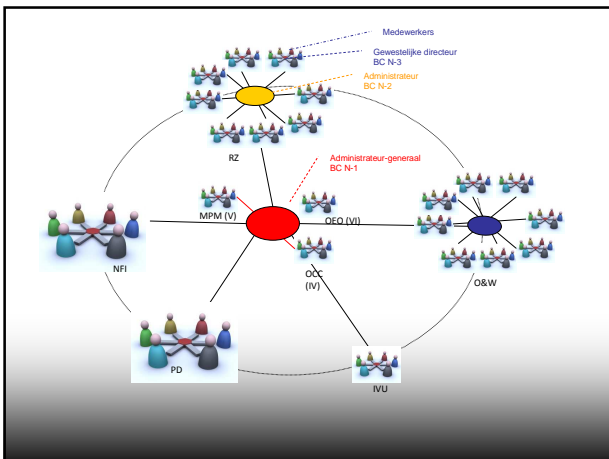 Medewerkers
Gewestelijke directeur
BC N-3
Administrateur
BC N-2
RZ
Administrateur-generaal
BC N-1
MPM (V)
OEO (VI)
NFI
OCC
(IV)
O&W
PD
IVU